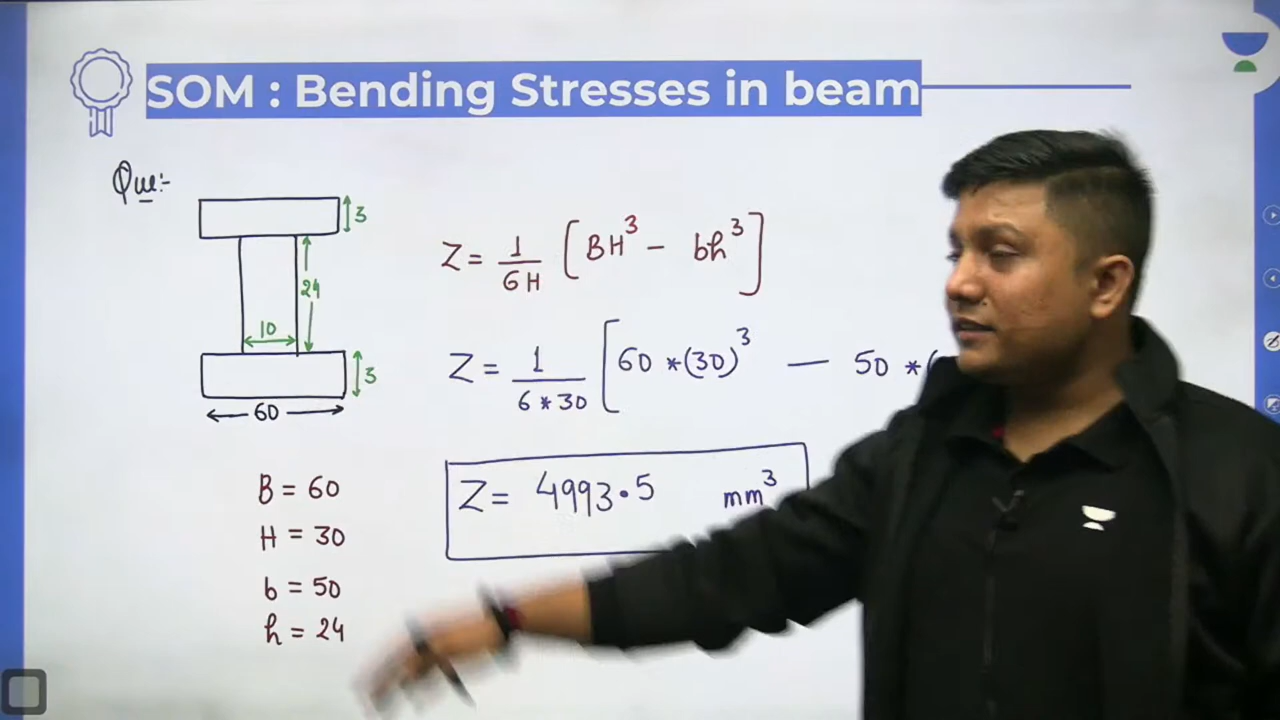 SOM : Bending Stresses in beam
Que:-
3
24
10
3
60
Z = 1/6H [BH³ - bh³]
Z = 1/6*30 [60 *(30)³ — 50 *(
Z = 4993.5 mm³
B = 60
H = 30
b = 50
h = 24